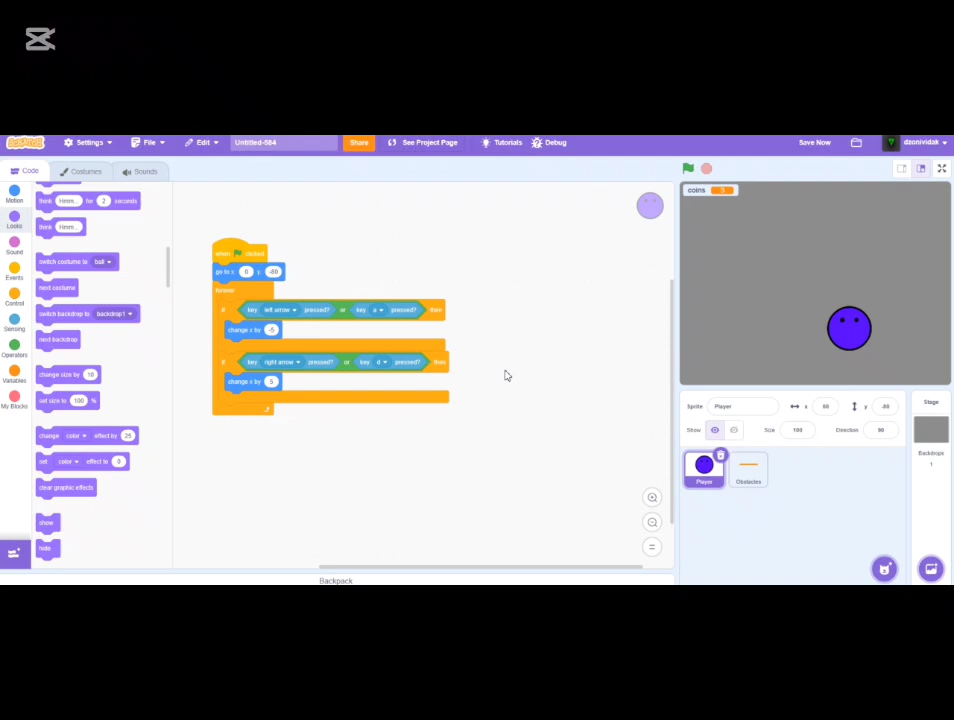 SCRATCH Settings File Edit Untitled-584 Share See Project Page Tutorials Debug Save Now dzonividak
Code Costumes Sounds
Motion
Looks
Sound
Events
Control
Sensing
Operators
Variables
My Blocks
think Hmm... for 2 seconds
think Hmm...
switch costume to ball
next costume
switch backdrop to backdrop1
next backdrop
change size by 10
set size to 100 %
change color effect by 25
set color effect to 0
clear graphic effects
show
hide
when clicked
go to x: 0 y: -80
forever
if key left arrow pressed? or key a pressed? then
change x by -5
if key right arrow pressed? or key d pressed? then
change x by 5
Backpack
coins
Sprite Player x y
Show Size 100 Direction 90
Player
Obstacles
Stage
Backdrops
1